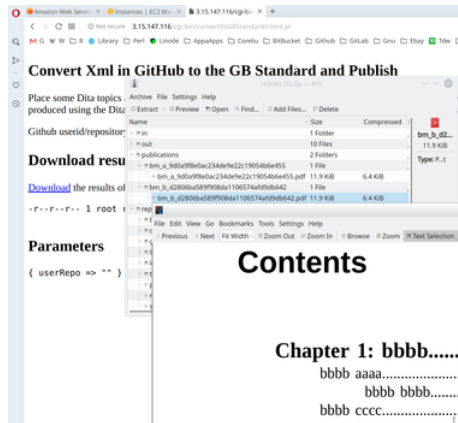 Amazon Web Servic
Instances | EC2 Man
3.15.147.116/cgi-bin
Not secure 3.15.147.116/cgi-bin/convertToGBStandard/client.pl
M G W W R Library Perl Linode AppaApps Coreliu BitBucket Github GitLab Gnu Ebay Tdw
Convert Xml in GitHub to the GB Standard and Publish
Place some Dita topics
produced using the Dita
Github userid/repository
Download resu
Download the results of
-r--r--r-- 1 root r
Parameters
{ userRepo => "" }
results (1).zip — Ark
Archive File Settings Help
Extract Preview Open Find... Add Files... Delete
Name Size Compressed
in 1 Folder
out 10 Files
publications 2 Folders
bm_a_9d0a9f8e0ac234de9e22c19054b6e455 1 File
bm_a_9d0a9f8e0ac234de9e22c19054b6e455.pdf 11.9 KiB 6.4 KiB
bm_b_d2806ba589f908da1106574afd9db642 1 File
bm_b_d2806ba589f908da1106574afd9db642.pdf 11.9 KiB 6.4 KiB
rep
bm_b_d2...
11.9 KiB
Type: P...t
File Edit View Go Bookmarks Tools Settings Help
Previous Next Fit Width Zoom Out Zoom In Browse Zoom Text Selection
Contents
Chapter 1: bbbb......
bbbb aaaa....................
bbbb bbbb........
bbbb cccc....................